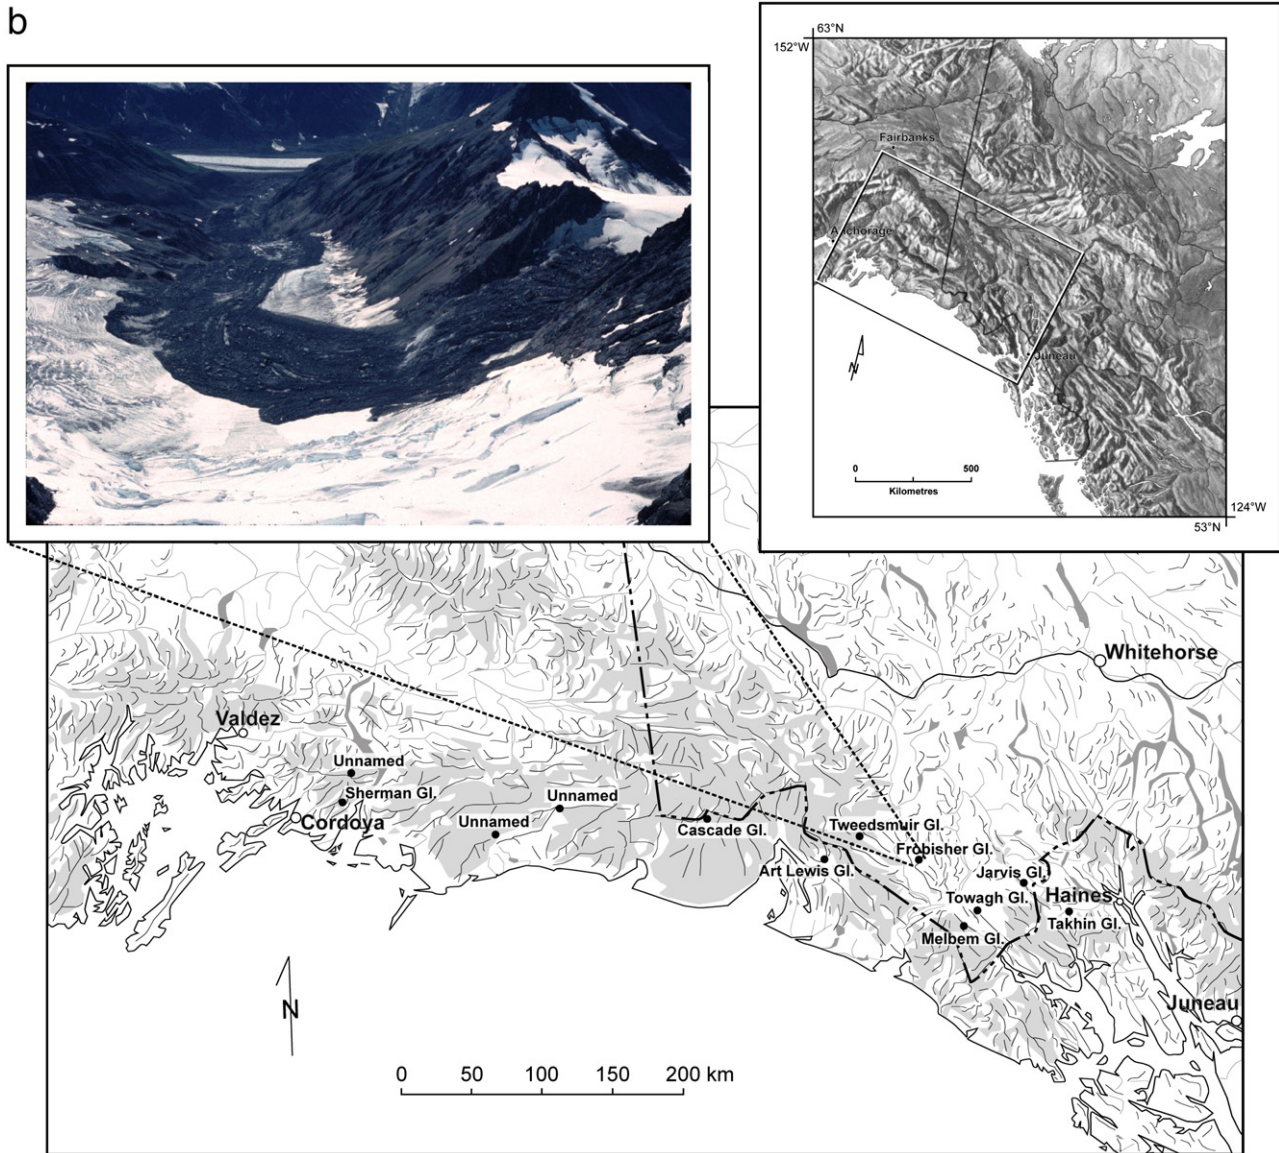 b
63°N
152°W
Fairbanks
Anchorage
N
Juneau
0 500
Kilometres
124°W
53°N
Whitehorse
Valdez
Unnamed
Sherman Gl.
Cordoya
Unnamed
Unnamed
Cascade Gl.
Tweedsmuir Gl.
Frobisher Gl.
Art Lewis Gl.
Jarvis Gl.
Towagh Gl.
Haines
Takhin Gl.
Melbem Gl.
Juneau
N
0 50 100 150 200 km